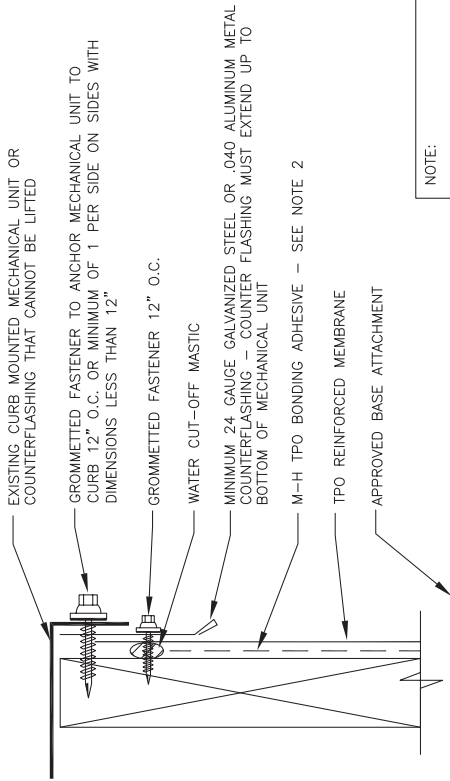 EXISTING CURB MOUNTED MECHANICAL UNIT OR
COUNTERFLASHING THAT CANNOT BE LIFTED
GROMMETTED FASTENER TO ANCHOR MECHANICAL UNIT TO
CURB 12" O.C. OR MINIMUM OF 1 PER SIDE ON SIDES WITH
DIMENSIONS LESS THAN 12"
GROMMETTED FASTENER 12" O.C.
WATER CUT-OFF MASTIC
MINIMUM 24 GAUGE GALVANIZED STEEL OR .040 ALUMINUM METAL
COUNTERFLASHING – COUNTER FLASHING MUST EXTEND UP TO
BOTTOM OF MECHANICAL UNIT
M-H TPO BONDING ADHESIVE – SEE NOTE 2
TPO REINFORCED MEMBRANE
APPROVED BASE ATTACHMENT
NOTE: